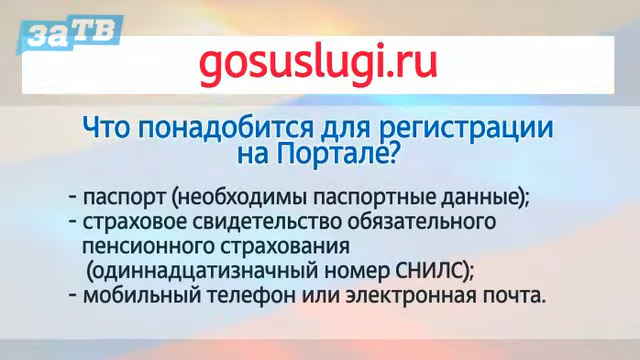 заТВ
gosuslugi.ru
Что понадобится для регистрации
на Портале?
- паспорт (необходимы паспортные данные);
- страховое свидетельство обязательного
пенсионного страхования
(одиннадцатизначный номер СНИЛС);
- мобильный телефон или электронная почта.